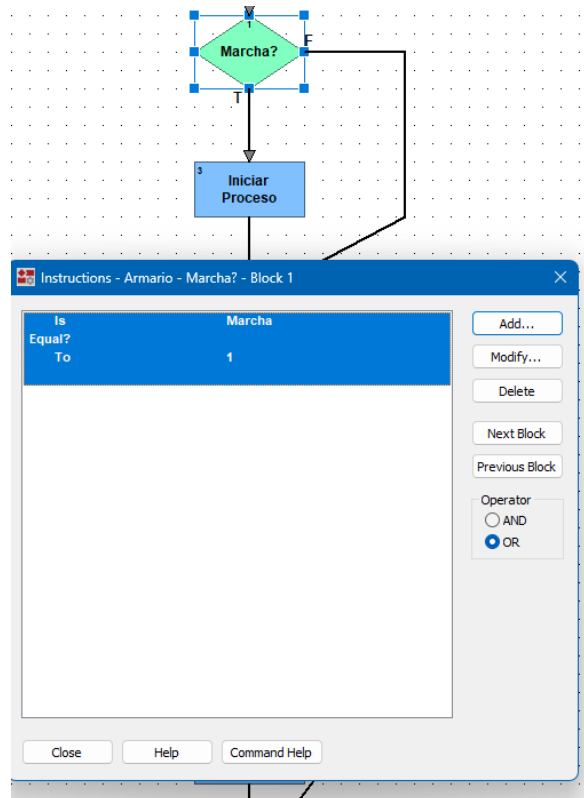 1
Marcha?
F
T
3
Iniciar
Proceso
Instructions - Armario - Marcha? - Block 1
Is Marcha
Equal?
To 1
Add...
Modify...
Delete
Next Block
Previous Block
Operator
AND
OR
Close
Help
Command Help